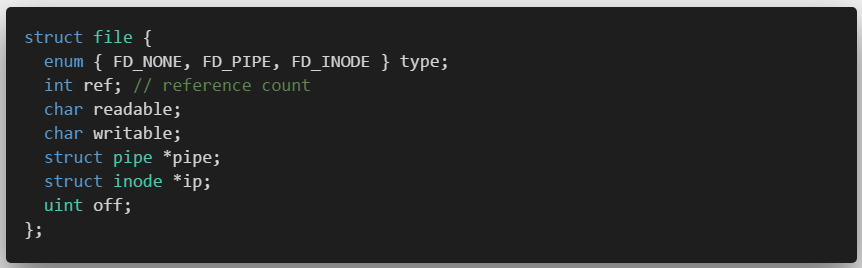 struct file {
  enum { FD_NONE, FD_PIPE, FD_INODE } type;
  int ref; // reference count
  char readable;
  char writable;
  struct pipe *pipe;
  struct inode *ip;
  uint off;
};